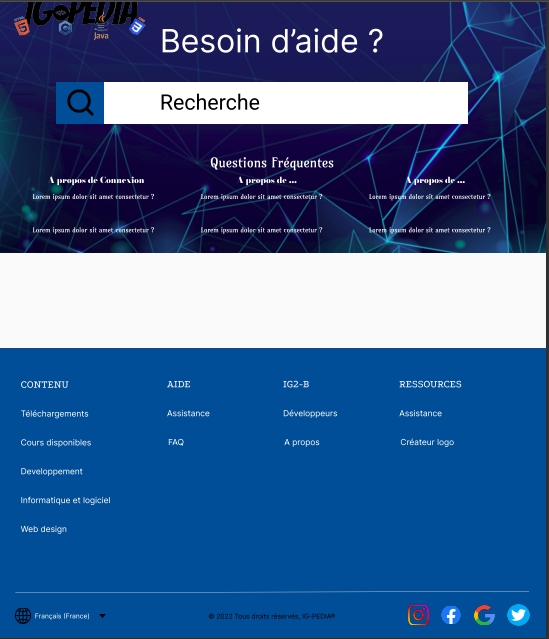 IG-PEDIA
Java
Besoin d'aide ?
Recherche
Questions Fréquentes
A propos de Connexion
A propos de ...
A propos de ...
Lorem ipsum dolor sit amet consectetur ?
Lorem ipsum dolor sit amet consectetur ?
Lorem ipsum dolor sit amet consectetur ?
Lorem ipsum dolor sit amet consectetur ?
Lorem ipsum dolor sit amet consectetur ?
Lorem ipsum dolor sit amet consectetur ?
CONTENU
Téléchargements
Cours disponibles
Developpement
Informatique et logiciel
Web design
AIDE
Assistance
FAQ
IG2-B
Développeurs
A propos
RESSOURCES
Assistance
Créateur logo
Français (France)
© 2022 Tous droits réservés, IG-PEDIA®